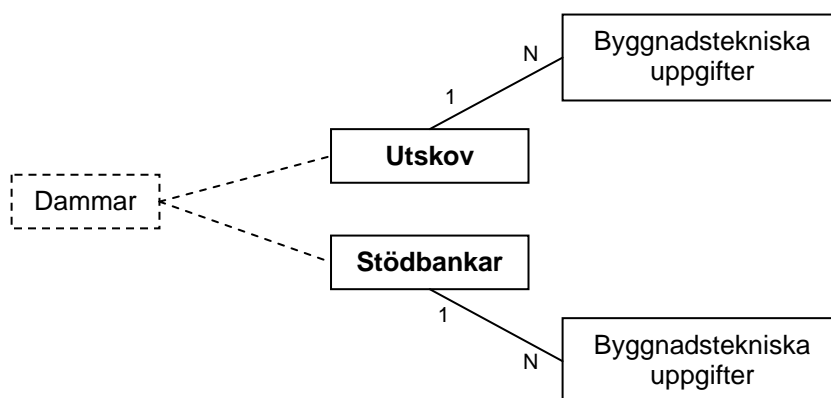 Byggnadstekniska
uppgifter
N
1
Utskov
Dammar
Stödbankar
1
N
Byggnadstekniska
uppgifter